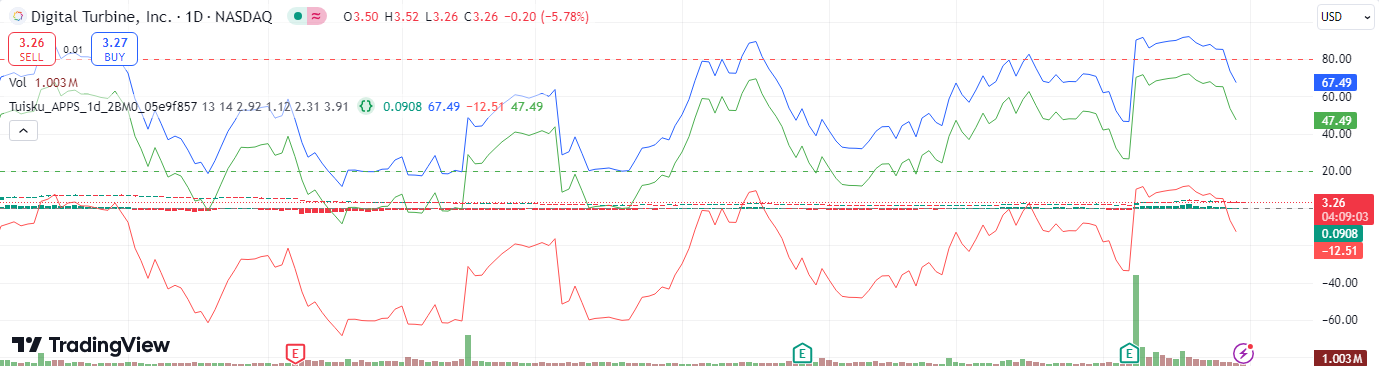 Digital Turbine, Inc. · 1D · NASDAQ ≈ O3.50 H3.52 L3.26 C3.26 −0.20 (−5.78%) USD
3.26 0.01 3.27
SELL BUY
80.00
Vol 1.003 M
67.49
60.00
Tuisku_APPS_1d_2BM0_05e9f857 13 14 2.92 1.12 2.31 3.91 {} 0.0908 67.49 −12.51 47.49
47.49
40.00
20.00
3.26
04:09:03
0.0908
−12.51
−40.00
−60.00
TradingView
E E E
1.003 M